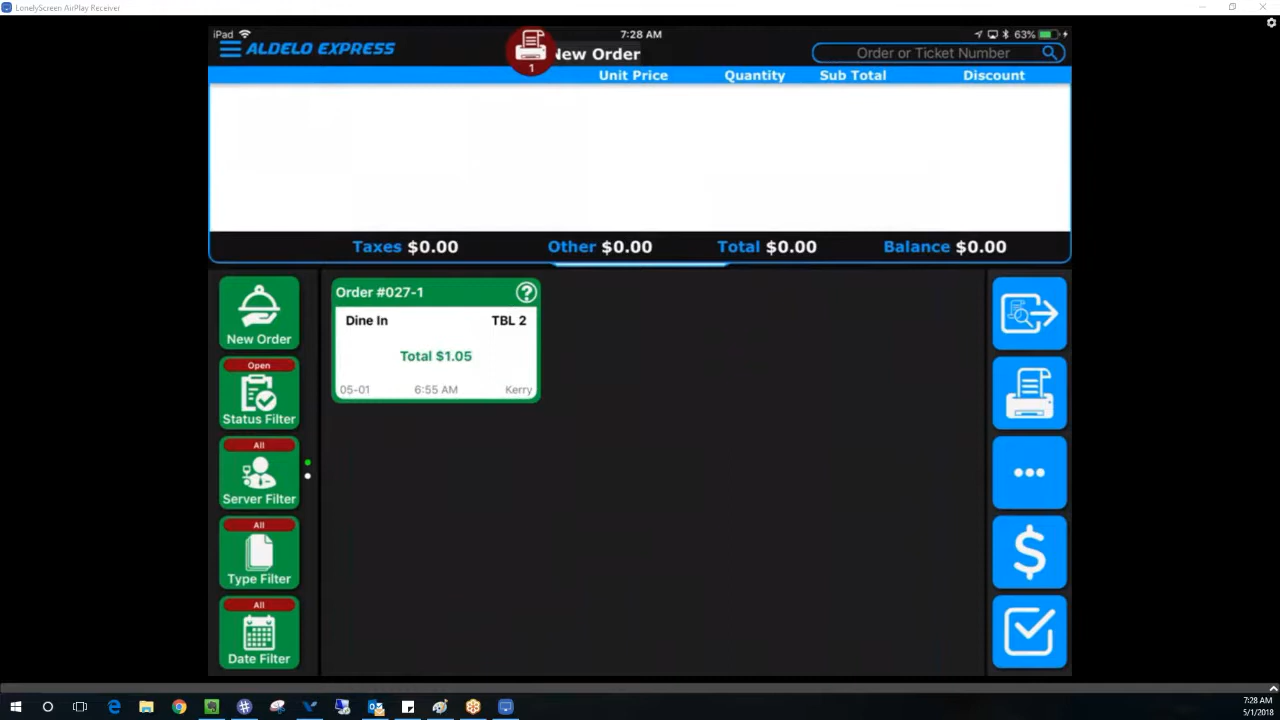 LonelyScreen AirPlay Receiver
iPad 7:28 AM 63%
ALDELO EXPRESS
1
New Order
Order or Ticket Number
Unit Price Quantity Sub Total Discount
Taxes $0.00 Other $0.00 Total $0.00 Balance $0.00
New Order
Open
Status Filter
All
Server Filter
All
Type Filter
All
Date Filter
Order #027-1
Dine In TBL 2
Total $1.05
05-01 6:55 AM Kerry
$
7:28 AM
5/1/2018